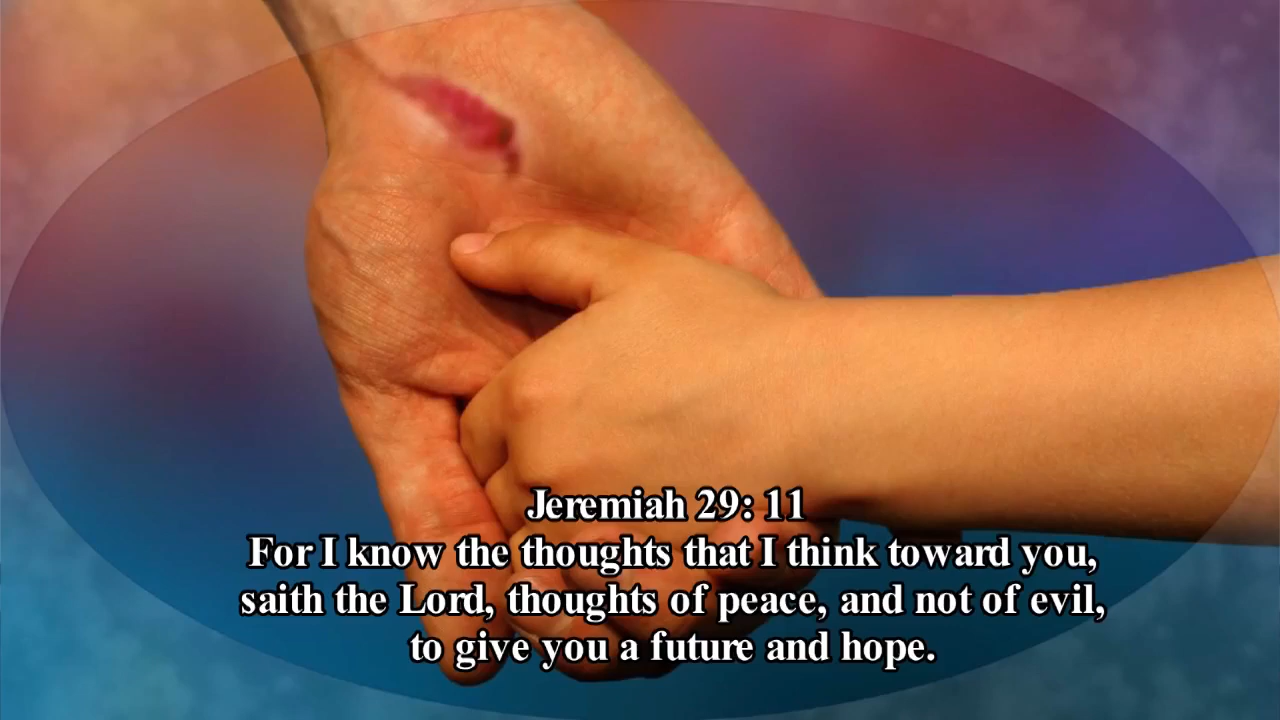 Jeremiah 29: 11
For I know the thoughts that I think toward you,
saith the Lord, thoughts of peace, and not of evil,
to give you a future and hope.